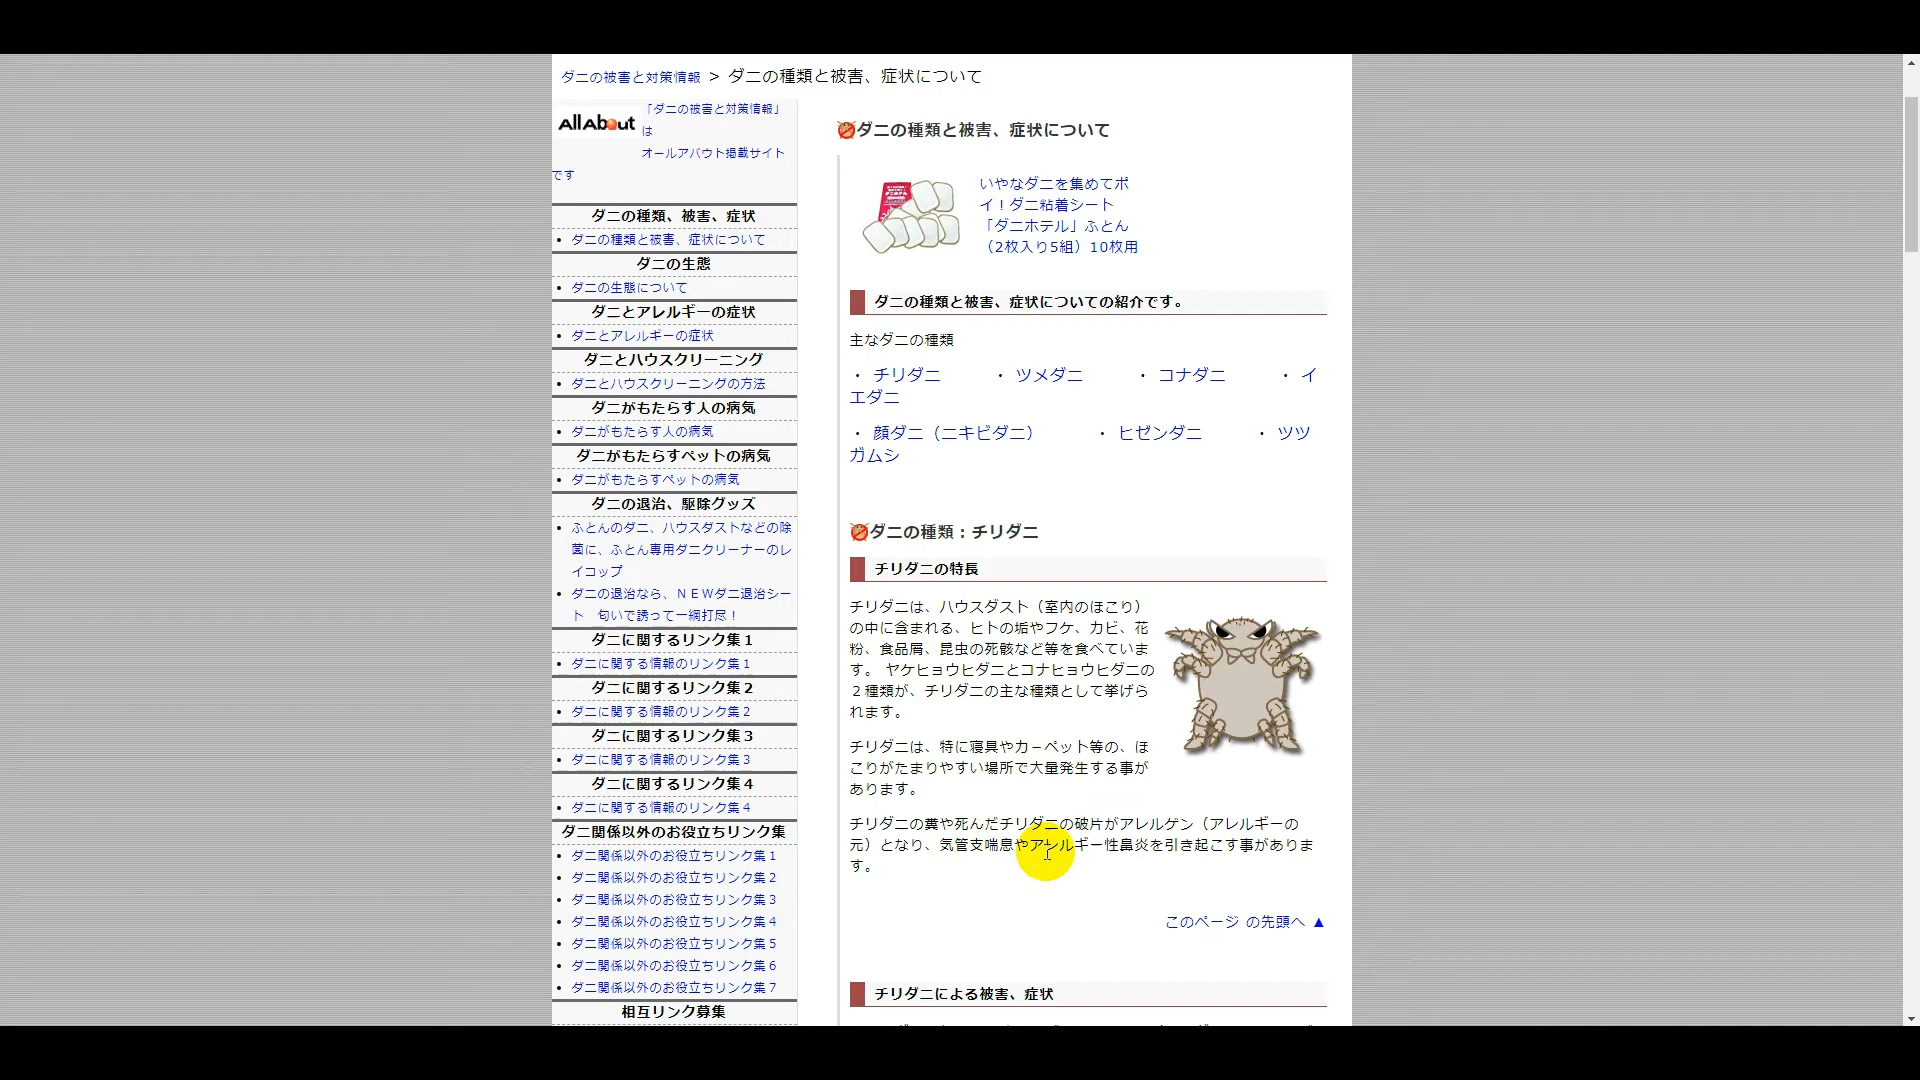 ダニの被害と対策情報 > ダニの種類と被害、症状について
AllAbout
「ダニの被害と対策情報」
は
オールアバウト掲載サイト
です
ダニの種類、被害、症状
• ダニの種類と被害、症状について
ダニの生態
• ダニの生態について
ダニとアレルギーの症状
• ダニとアレルギーの症状
ダニとハウスクリーニング
• ダニとハウスクリーニングの方法
ダニがもたらす人の病気
• ダニがもたらす人の病気
ダニがもたらすペットの病気
• ダニがもたらすペットの病気
ダニの退治、駆除グッズ
• ふとんのダニ、ハウスダストなどの除
菌に、ふとん専用ダニクリーナーのレ
イコップ
• ダニの退治なら、ＮＥＷダニ退治シー
ト　匂いで誘って一網打尽！
ダニに関するリンク集１
• ダニに関する情報のリンク集１
ダニに関するリンク集２
• ダニに関する情報のリンク集２
ダニに関するリンク集３
• ダニに関する情報のリンク集３
ダニに関するリンク集４
• ダニに関する情報のリンク集４
ダニ関係以外のお役立ちリンク集
• ダニ関係以外のお役立ちリンク集１
• ダニ関係以外のお役立ちリンク集２
• ダニ関係以外のお役立ちリンク集３
• ダニ関係以外のお役立ちリンク集４
• ダニ関係以外のお役立ちリンク集５
• ダニ関係以外のお役立ちリンク集６
• ダニ関係以外のお役立ちリンク集７
相互リンク募集
ダニの種類と被害、症状について
いやなダニを集めてポ
イ！ダニ粘着シート
「ダニホテル」ふとん
（2枚入り5組）10枚用
ダニの種類と被害、症状についての紹介です。
主なダニの種類
・ チリダニ　・ ツメダニ　・ コナダニ　・ イ
エダニ
・ 顔ダニ（ニキビダニ）　・ ヒゼンダニ　・ ツツ
ガムシ
ダニの種類：チリダニ
チリダニの特長
チリダニは、ハウスダスト（室内のほこり）
の中に含まれる、ヒトの垢やフケ、カビ、花
粉、食品屑、昆虫の死骸など等を食べていま
す。 ヤケヒョウヒダニとコナヒョウヒダニの
２種類が、チリダニの主な種類として挙げら
れます。
チリダニは、特に寝具やカーペット等の、ほ
こりがたまりやすい場所で大量発生する事が
あります。
チリダニの糞や死んだチリダニの破片がアレルゲン（アレルギーの
元）となり、気管支喘息やアレルギー性鼻炎を引き起こす事がありま
す。
このページ の先頭へ ▲
チリダニによる被害、症状